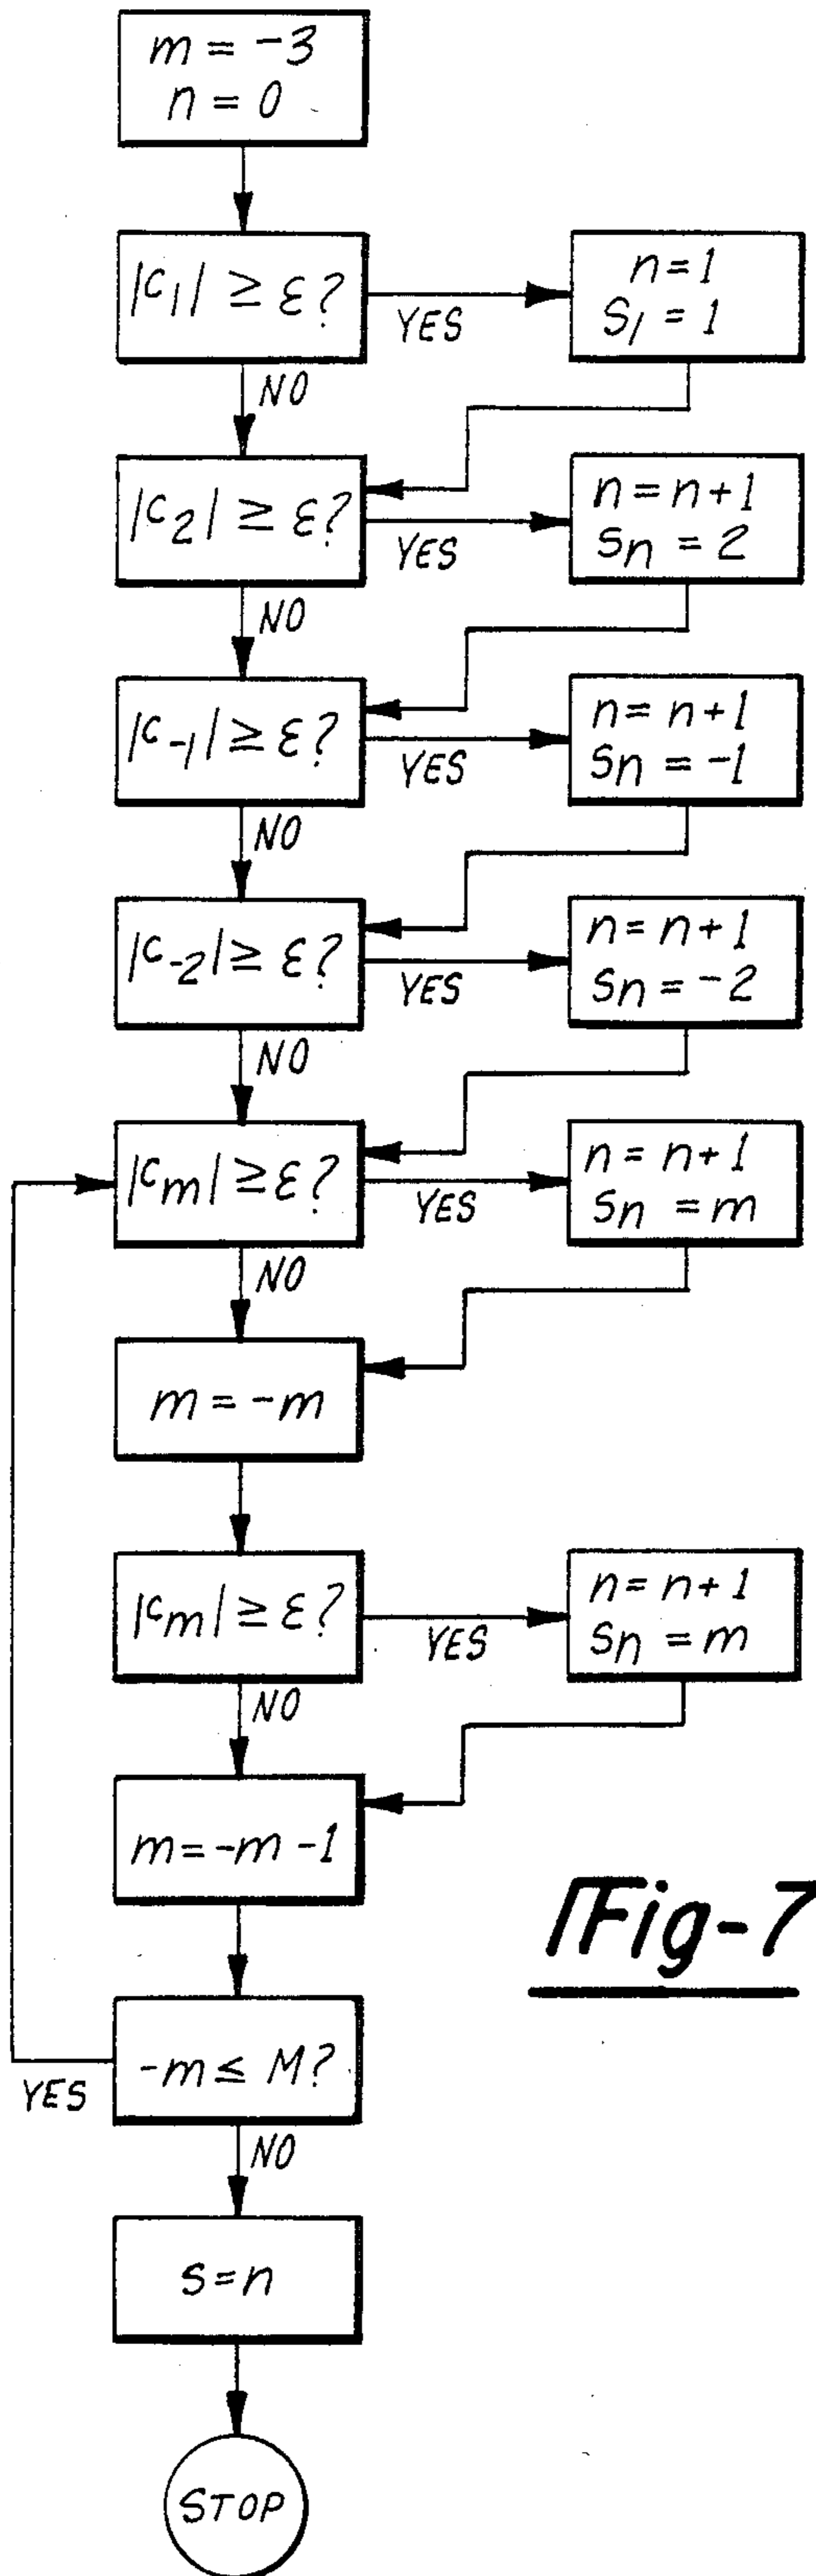 m = -3
n = 0
|c₁| ≥ ε?
YES
n = 1
S₁ = 1
NO
|c₂| ≥ ε?
YES
n = n + 1
Sn = 2
NO
|c₋₁| ≥ ε?
YES
n = n + 1
Sn = -1
NO
|c₋₂| ≥ ε?
YES
n = n + 1
Sn = -2
NO
|cm| ≥ ε?
YES
n = n + 1
Sn = m
NO
m = -m
|cm| ≥ ε?
YES
n = n + 1
Sn = m
NO
m = -m - 1
Fig-7
-m ≤ M?
YES
NO
s = n
STOP